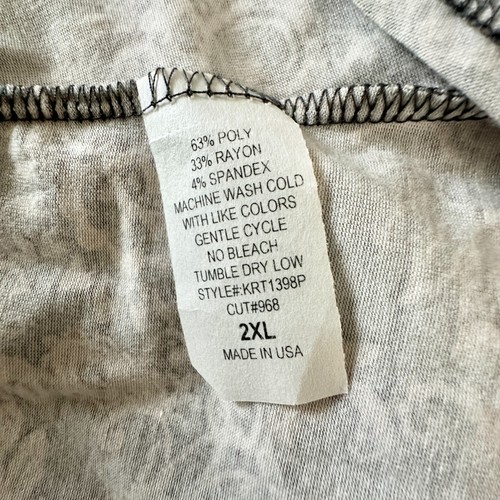 63% POLY
33% RAYON
4% SPANDEX
MACHINE WASH COLD
WITH LIKE COLORS
GENTLE CYCLE
NO BLEACH
TUMBLE DRY LOW
STYLE#:KRT1398P
CUT#968
2XL
MADE IN USA